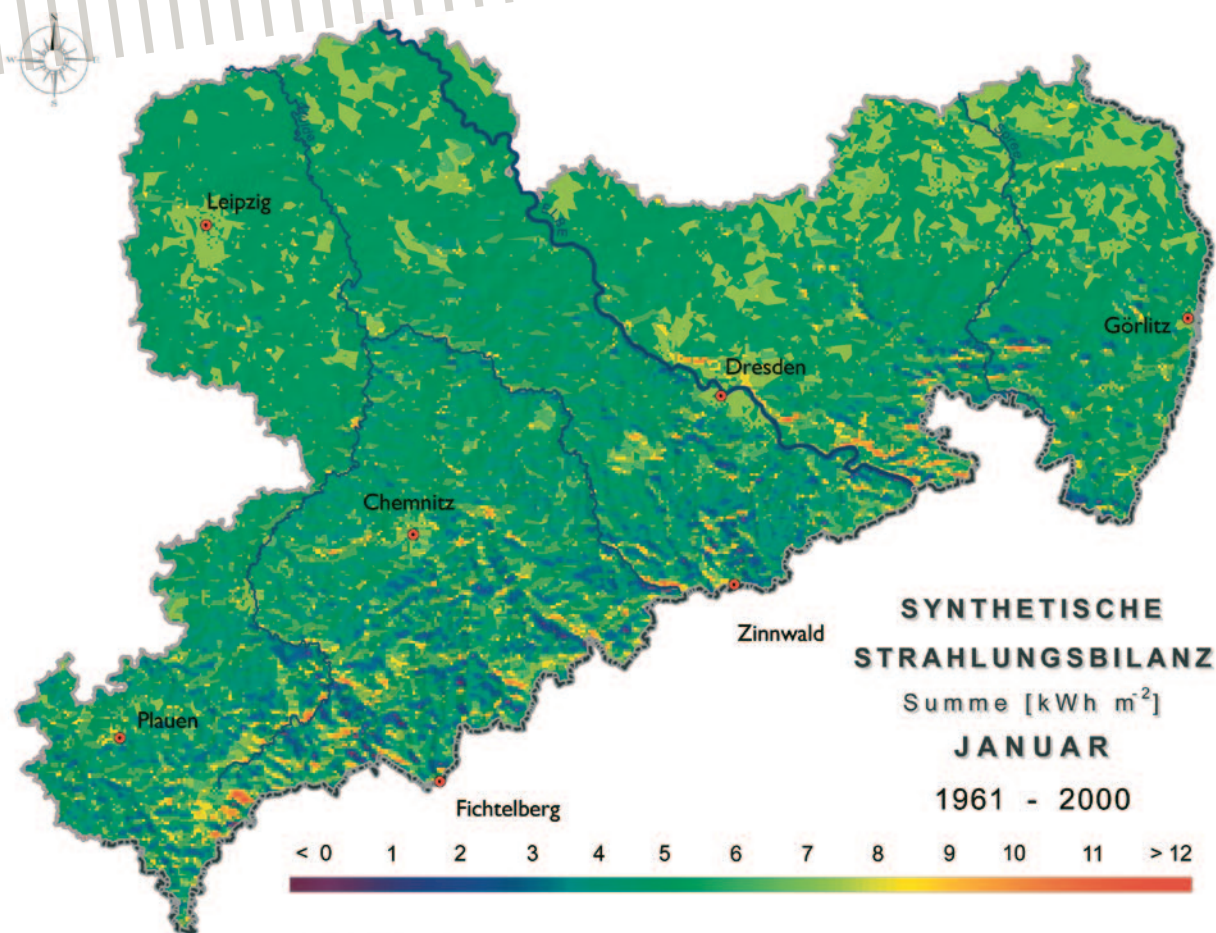 N
W
S
Leipzig
Görlitz
Dresden
Chemnitz
Zinnwald
Plauen
Fichtelberg
SYNTHETISCHE
STRAHLUNGSBILANZ
Summe [kWh m⁻²]
JANUAR
1961 - 2000
< 0 1 2 3 4 5 6 7 8 9 10 11 > 12